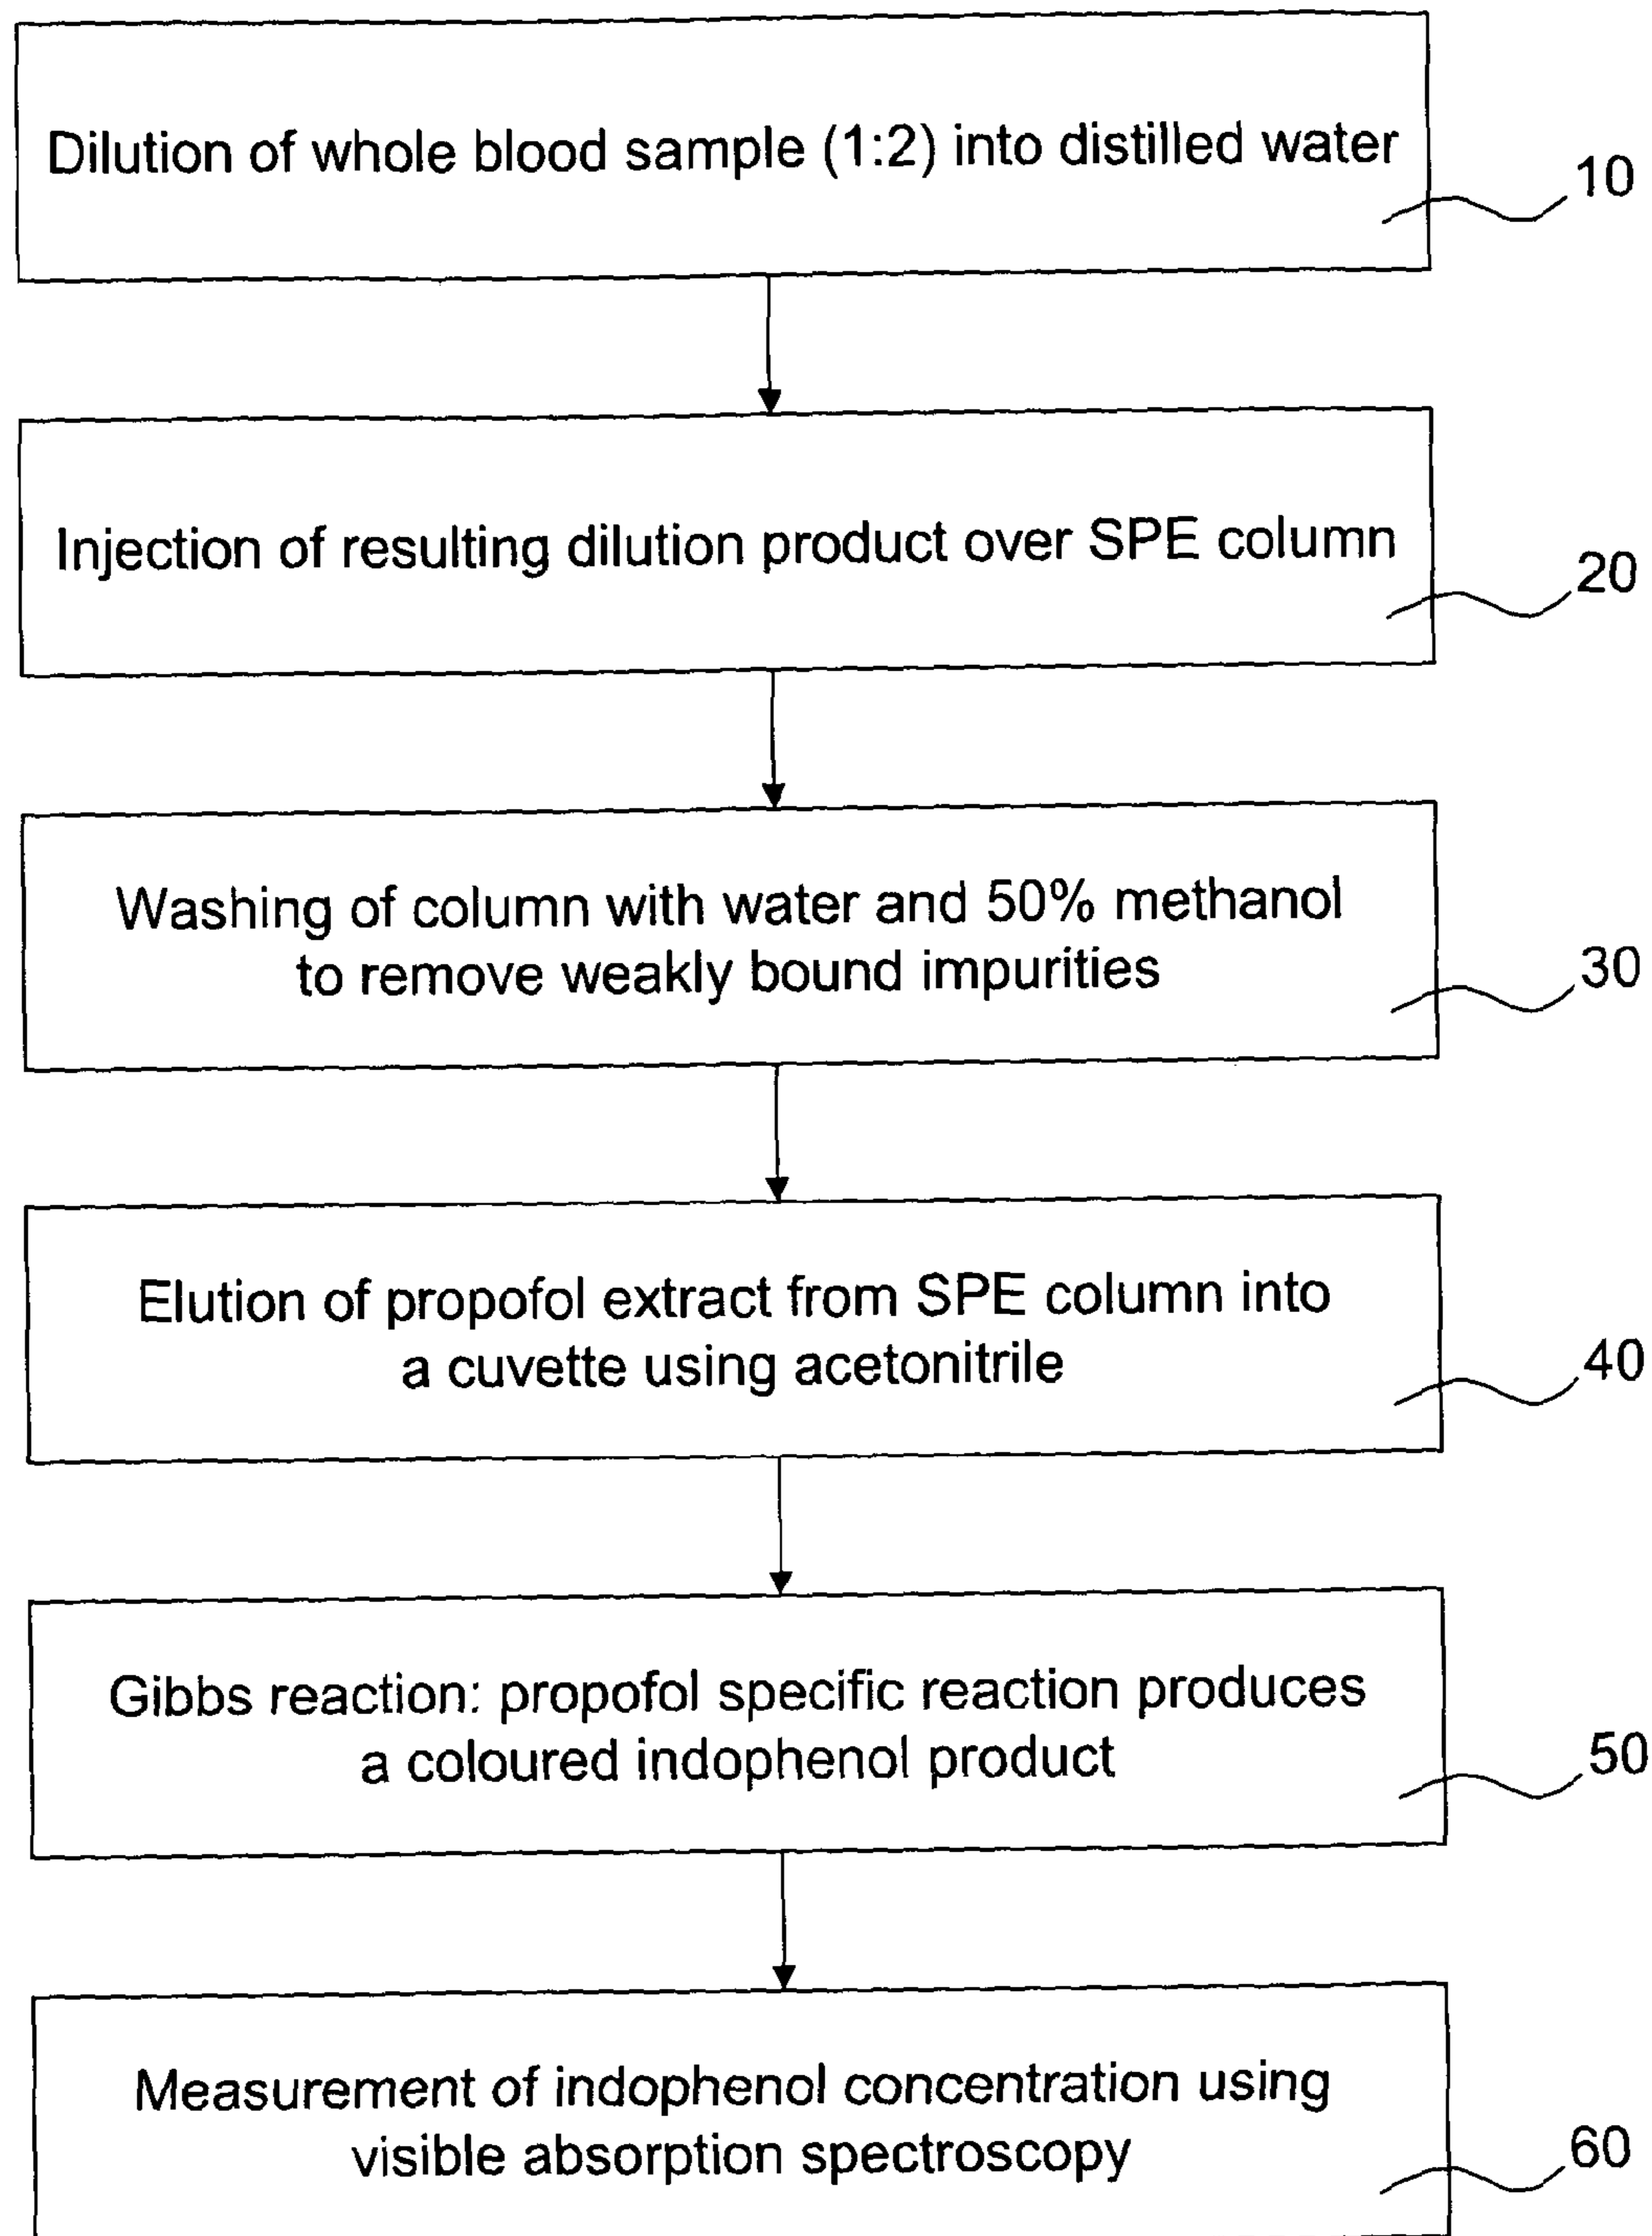 Dilution of whole blood sample (1:2) into distilled water
10
Injection of resulting dilution product over SPE column
20
Washing of column with water and 50% methanol
to remove weakly bound impurities
30
Elution of propofol extract from SPE column into
a cuvette using acetonitrile
40
Gibbs reaction: propofol specific reaction produces
a coloured indophenol product
50
Measurement of indophenol concentration using
visible absorption spectroscopy
60